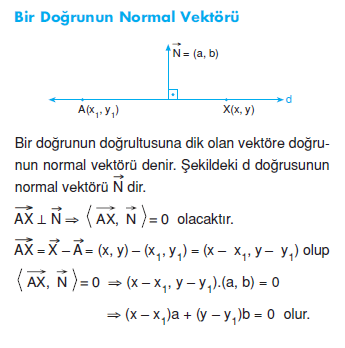 Bir Doğrunun Normal Vektörü
N⃗ = (a, b)
d
A(x₁, y₁) X(x, y)
Bir doğrunun doğrultusuna dik olan vektöre doğru-
nun normal vektörü denir. Şekildeki d doğrusunun
normal vektörü N⃗ dir.
AX⃗ ⊥ N⃗ ⇒ ⟨ AX⃗, N⃗ ⟩ = 0 olacaktır.
AX⃗ = X⃗ – A⃗ = (x, y) – (x₁, y₁) = (x – x₁, y – y₁) olup
⟨ AX⃗, N⃗ ⟩ = 0 ⇒ (x – x₁, y – y₁).(a, b) = 0
⇒ (x – x₁)a + (y – y₁)b = 0 olur.